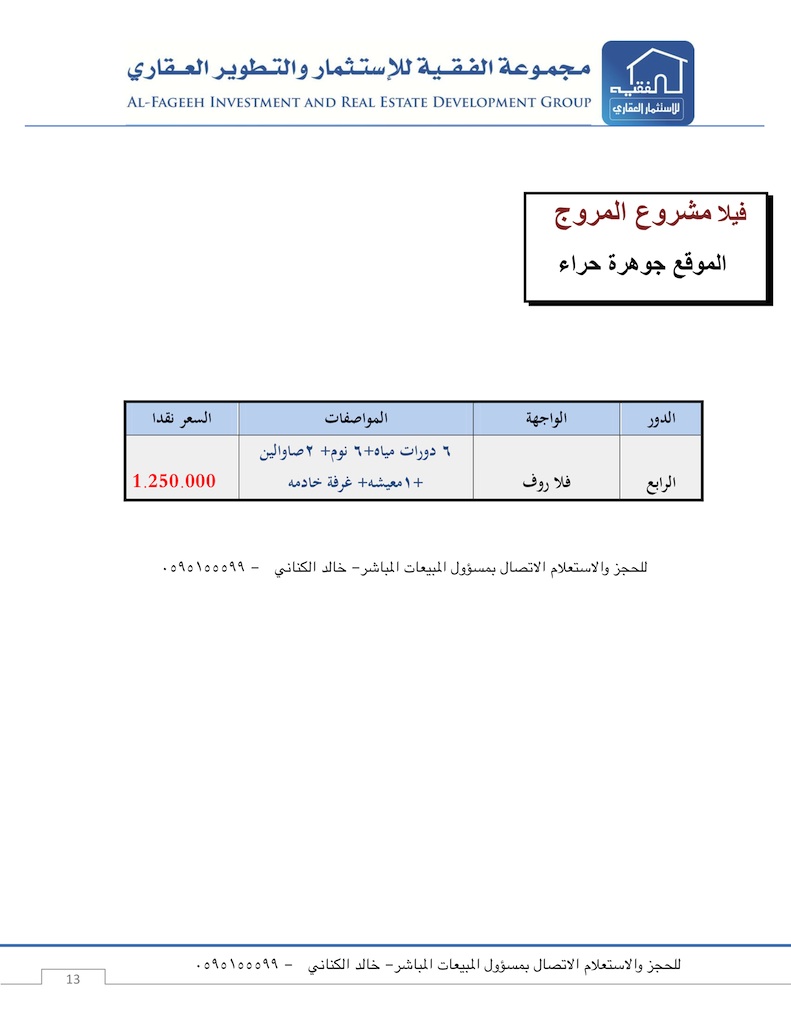 مجموعة الفقية للإستثمار والتطوير العقاري
AL-FAGEEH INVESTMENT AND REAL ESTATE DEVELOPMENT GROUP
الفقيه
للإستثمار العقاري
فيلا مشروع المروج
الموقع جوهرة حراء
الدور الواجهة المواصفات السعر نقدا
٦ دورات مياه+٦ نوم+ ٢صاوالين
الرابع فلا روف +١معيشه+ غرفة خادمه 1.250.000
للحجز والاستعلام الاتصال بمسؤول المبيعات المباشر– خالد الكناني – ٠٥٩٥١٥٥٥٩٩
للحجز والاستعلام الاتصال بمسؤول المبيعات المباشر– خالد الكناني – ٠٥٩٥١٥٥٥٩٩
13